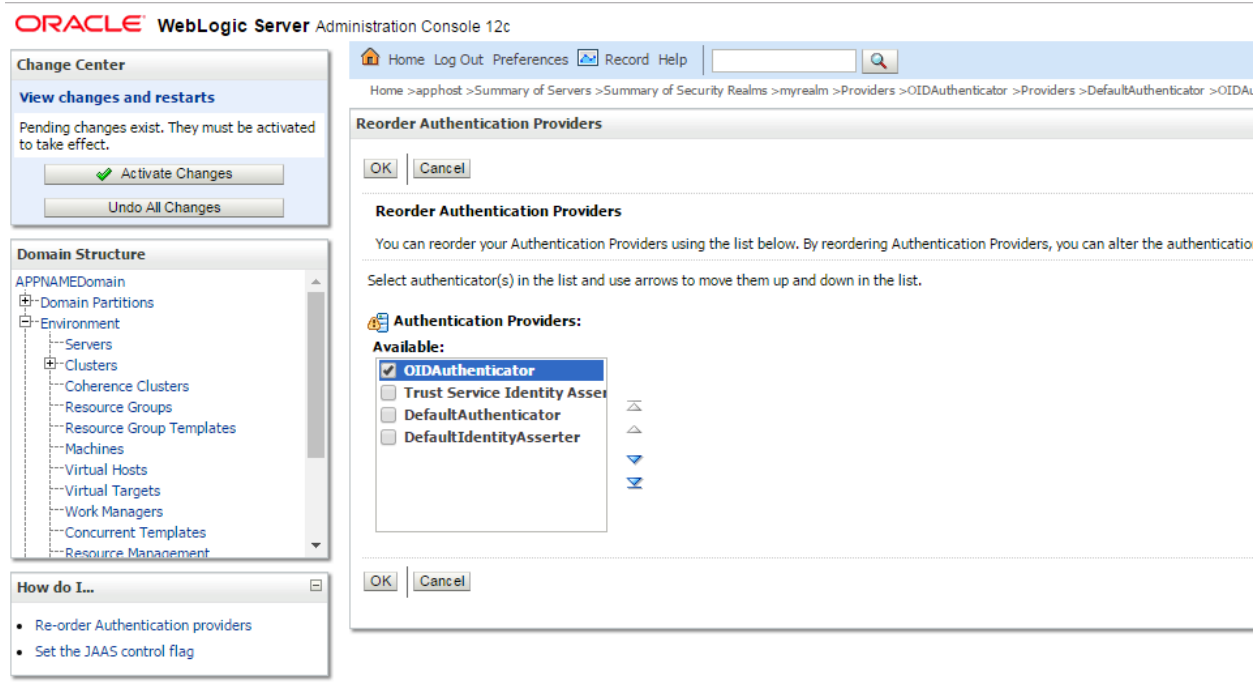 ORACLE WebLogic Server Administration Console 12c
Change Center
View changes and restarts
Pending changes exist. They must be activated
to take effect.
Activate Changes
Undo All Changes
Domain Structure
APPNAMEDomain
Domain Partitions
Environment
Servers
Clusters
Coherence Clusters
Resource Groups
Resource Group Templates
Machines
Virtual Hosts
Virtual Targets
Work Managers
Concurrent Templates
Resource Management
How do I...
Re-order Authentication providers
Set the JAAS control flag
Home Log Out Preferences Record Help
Home >apphost >Summary of Servers >Summary of Security Realms >myrealm >Providers >OIDAuthenticator >Providers >DefaultAuthenticator >OIDAu
Reorder Authentication Providers
OK Cancel
Reorder Authentication Providers
You can reorder your Authentication Providers using the list below. By reordering Authentication Providers, you can alter the authenticatio
Select authenticator(s) in the list and use arrows to move them up and down in the list.
Authentication Providers:
Available:
OIDAuthenticator
Trust Service Identity Asser
DefaultAuthenticator
DefaultIdentityAsserter
OK Cancel